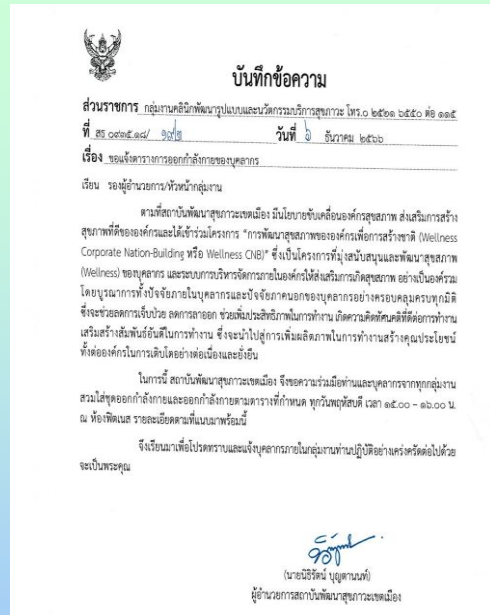 บันทึกข้อความ
ส่วนราชการ กลุ่มงานคลินิกพัฒนารูปแบบและนวัตกรรมบริการสุขภาวะ โทร.๐ ๒๕๒๑ ๖๕๕๐ ต่อ ๑๑๕
ที่ สธ ๐๙๓๕.๑๘/ วันที่ ๖ ธันวาคม ๒๕๖๖
เรื่อง ขอแจ้งตารางการออกกำลังกายของบุคลากร
เรียน รองผู้อำนวยการ/หัวหน้ากลุ่มงาน
ตามที่สถาบันพัฒนาสุขภาวะเขตเมือง มีนโยบายขับเคลื่อนองค์กรสุขสภาพ ส่งเสริมการสร้าง
สุขภาพที่ดีขององค์กรและได้เข้าร่วมโครงการ “การพัฒนาสุขภาพขององค์กรเพื่อการสร้างชาติ (Wellness
Corporate Nation-Building หรือ Wellness CNB)” ซึ่งเป็นโครงการที่มุ่งสนับสนุนและพัฒนาสุขสภาพ
(Wellness) ของบุคลากร และระบบการบริหารจัดการภายในองค์กรให้ส่งเสริมการเกิดสุขสภาพ อย่างเป็นองค์รวม
โดยบูรณาการทั้งปัจจัยภายในบุคลากรและปัจจัยภาคนอกของบุคลากรอย่างครอบคลุมครบทุกมิติ
ซึ่งจะช่วยลดการเจ็บป่วย ลดการลาออก ช่วยเพิ่มประสิทธิภาพในการทำงาน เกิดความคิดทัศนคติที่ดีต่อการทำงาน
เสริมสร้างสัมพันธ์อันดีในการทำงาน ซึ่งจะนำไปสู่การเพิ่มผลิตภาพในการทำงานสร้างคุณประโยชน์
ทั้งต่อองค์กรในการเติบโตอย่างต่อเนื่องและยั่งยืน
ในการนี้ สถาบันพัฒนาสุขภาวะเขตเมือง จึงขอความร่วมมือท่านและบุคลากรจากทุกกลุ่มงาน
สวมใส่ชุดออกกำลังกายและออกกำลังกายตามตารางที่กำหนด ทุกวันพฤหัสบดี เวลา ๑๕.๐๐ – ๑๖.๐๐ น.
ณ ห้องฟิตเนส รายละเอียดตามที่แนบมาพร้อมนี้
จึงเรียนมาเพื่อโปรดทราบและแจ้งบุคลากรภายในกลุ่มงานท่านปฏิบัติอย่างเคร่งครัดต่อไปด้วย
จะเป็นพระคุณ
(นายนิธิรัตน์ บุญตานนท์)
ผู้อำนวยการสถาบันพัฒนาสุขภาวะเขตเมือง